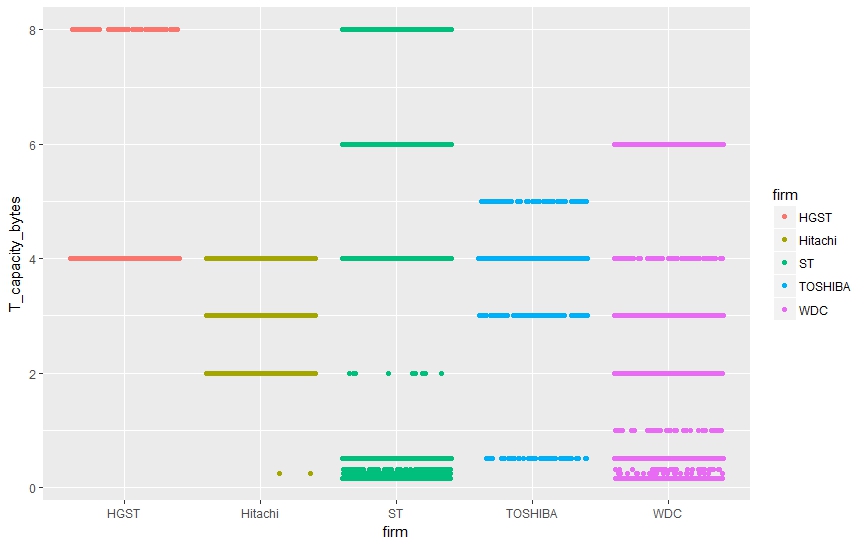 8
6
4
2
0
T_capacity_bytes
HGST
Hitachi
ST
TOSHIBA
WDC
firm
firm
HGST
Hitachi
ST
TOSHIBA
WDC